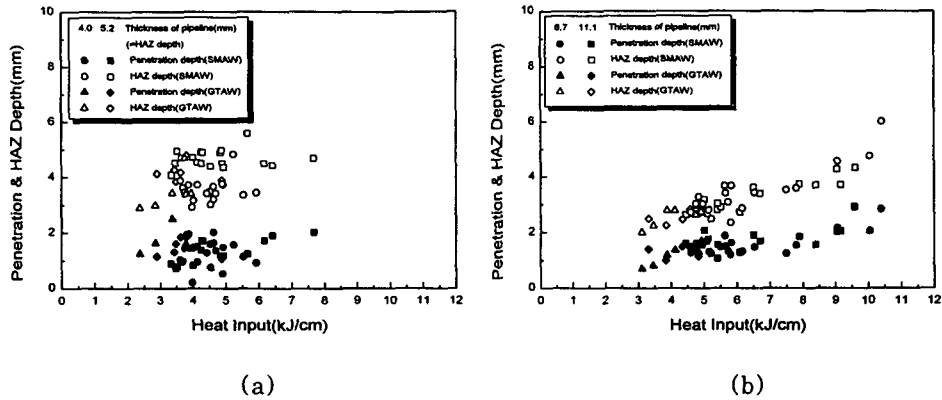 4.0 5.2 Thickness of pipeline(mm)
(=HAZ depth)
Penetration depth(SMAW)
HAZ depth(SMAW)
Penetration depth(GTAW)
HAZ depth(GTAW)
Penetration & HAZ Depth(mm)
10
8
6
4
2
0
0 1 2 3 4 5 6 7 8 9 10 11 12
Heat Input(kJ/cm)
(a)
6.7 11.1 Thickness of pipeline(mm)
Penetration depth(SMAW)
HAZ depth(SMAW)
Penetration depth(GTAW)
HAZ depth(GTAW)
Penetration & HAZ Depth(mm)
10
8
6
4
2
0
0 1 2 3 4 5 6 7 8 9 10 11 12
Heat Input(kJ/cm)
(b)